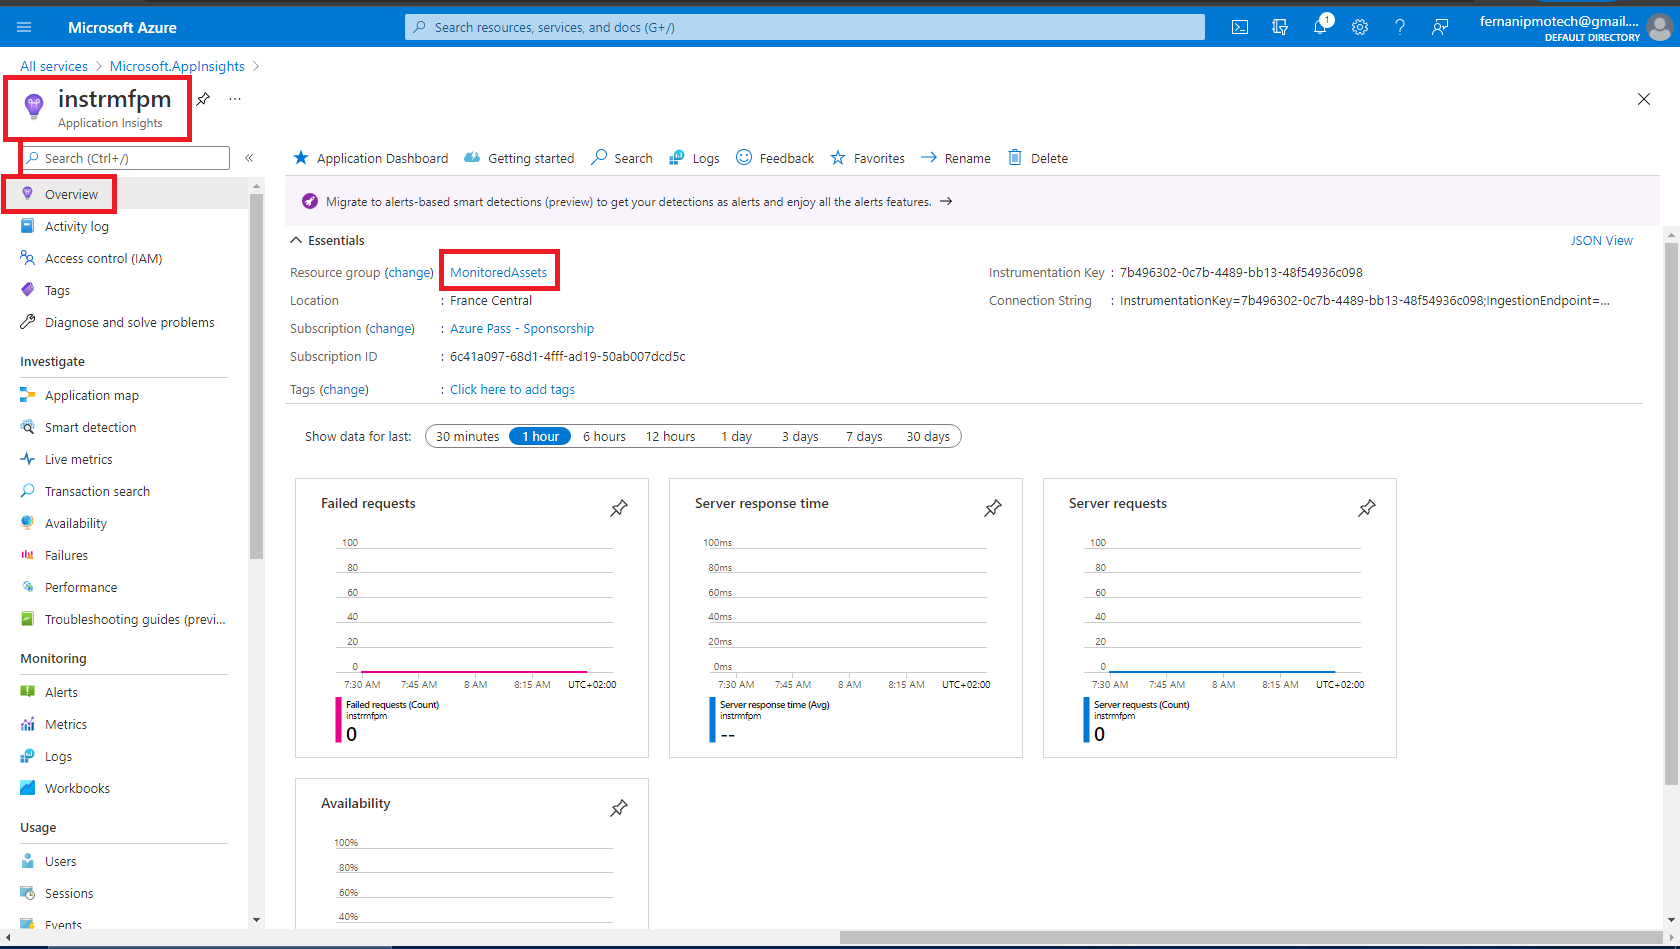 Microsoft Azure
Search resources, services, and docs (G+/)
1
fernanipmotech@gmail....
DEFAULT DIRECTORY
All services > Microsoft.AppInsights >
instrmfpm
...
Application Insights
Search (Ctrl+/)
«
Overview
Activity log
Access control (IAM)
Tags
Diagnose and solve problems
Investigate
Application map
Smart detection
Live metrics
Transaction search
Availability
Failures
Performance
Troubleshooting guides (previ...
Monitoring
Alerts
Metrics
Logs
Workbooks
Usage
Users
Sessions
Events
Application Dashboard
Getting started
Search
Logs
Feedback
Favorites
Rename
Delete
Migrate to alerts-based smart detections (preview) to get your detections as alerts and enjoy all the alerts features. →
Essentials
JSON View
Resource group (change) MonitoredAssets
Location : France Central
Subscription (change) : Azure Pass - Sponsorship
Subscription ID : 6c41a097-68d1-4fff-ad19-50ab007dcd5c
Tags (change) : Click here to add tags
Instrumentation Key : 7b496302-0c7b-4489-bb13-48f54936c098
Connection String : InstrumentationKey=7b496302-0c7b-4489-bb13-48f54936c098;IngestionEndpoint=...
Show data for last: 30 minutes 1 hour 6 hours 12 hours 1 day 3 days 7 days 30 days
Failed requests
100
80
60
40
20
0
7:30 AM 7:45 AM 8 AM 8:15 AM UTC+02:00
Failed requests (Count)
instrmfpm
0
Server response time
100ms
80ms
60ms
40ms
20ms
0ms
7:30 AM 7:45 AM 8 AM 8:15 AM UTC+02:00
Server response time (Avg)
instrmfpm
--
Server requests
100
80
60
40
20
0
7:30 AM 7:45 AM 8 AM 8:15 AM UTC+02:00
Server requests (Count)
instrmfpm
0
Availability
100%
80%
60%
40%